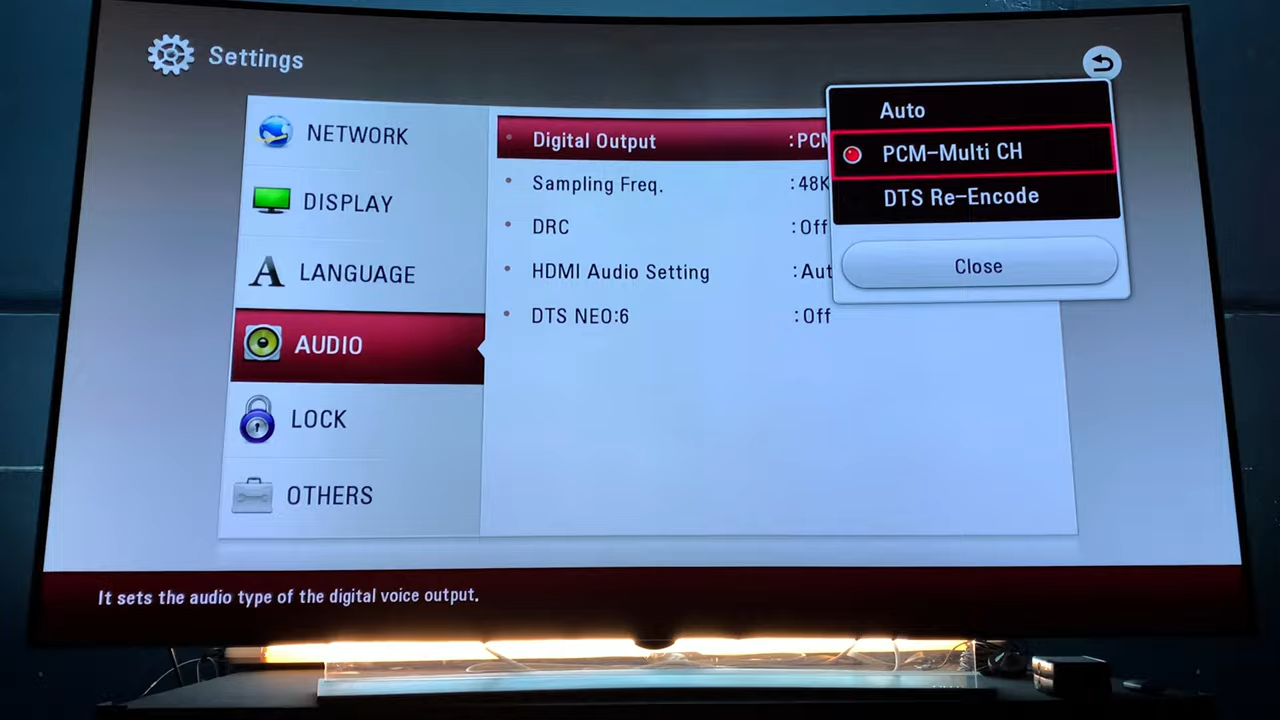 Settings
NETWORK
DISPLAY
LANGUAGE
AUDIO
LOCK
OTHERS
Digital Output :PCM
Sampling Freq. :48K
DRC :Off
HDMI Audio Setting :Aut
DTS NEO:6 :Off
Auto
PCM-Multi CH
DTS Re-Encode
Close
It sets the audio type of the digital voice output.